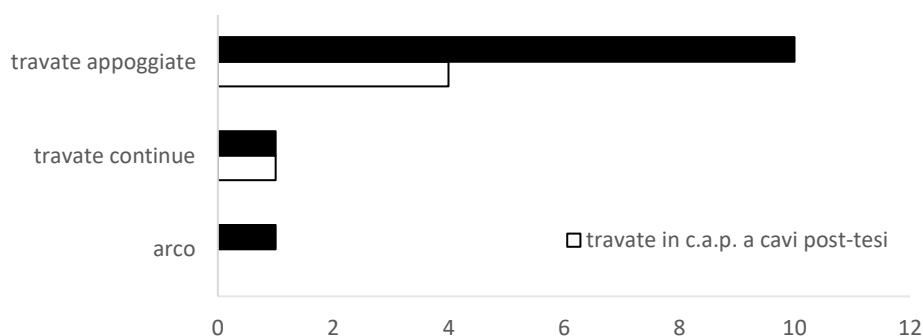 travate appoggiate
travate continue
arco
travate in c.a.p. a cavi post-tesi
0 2 4 6 8 10 12